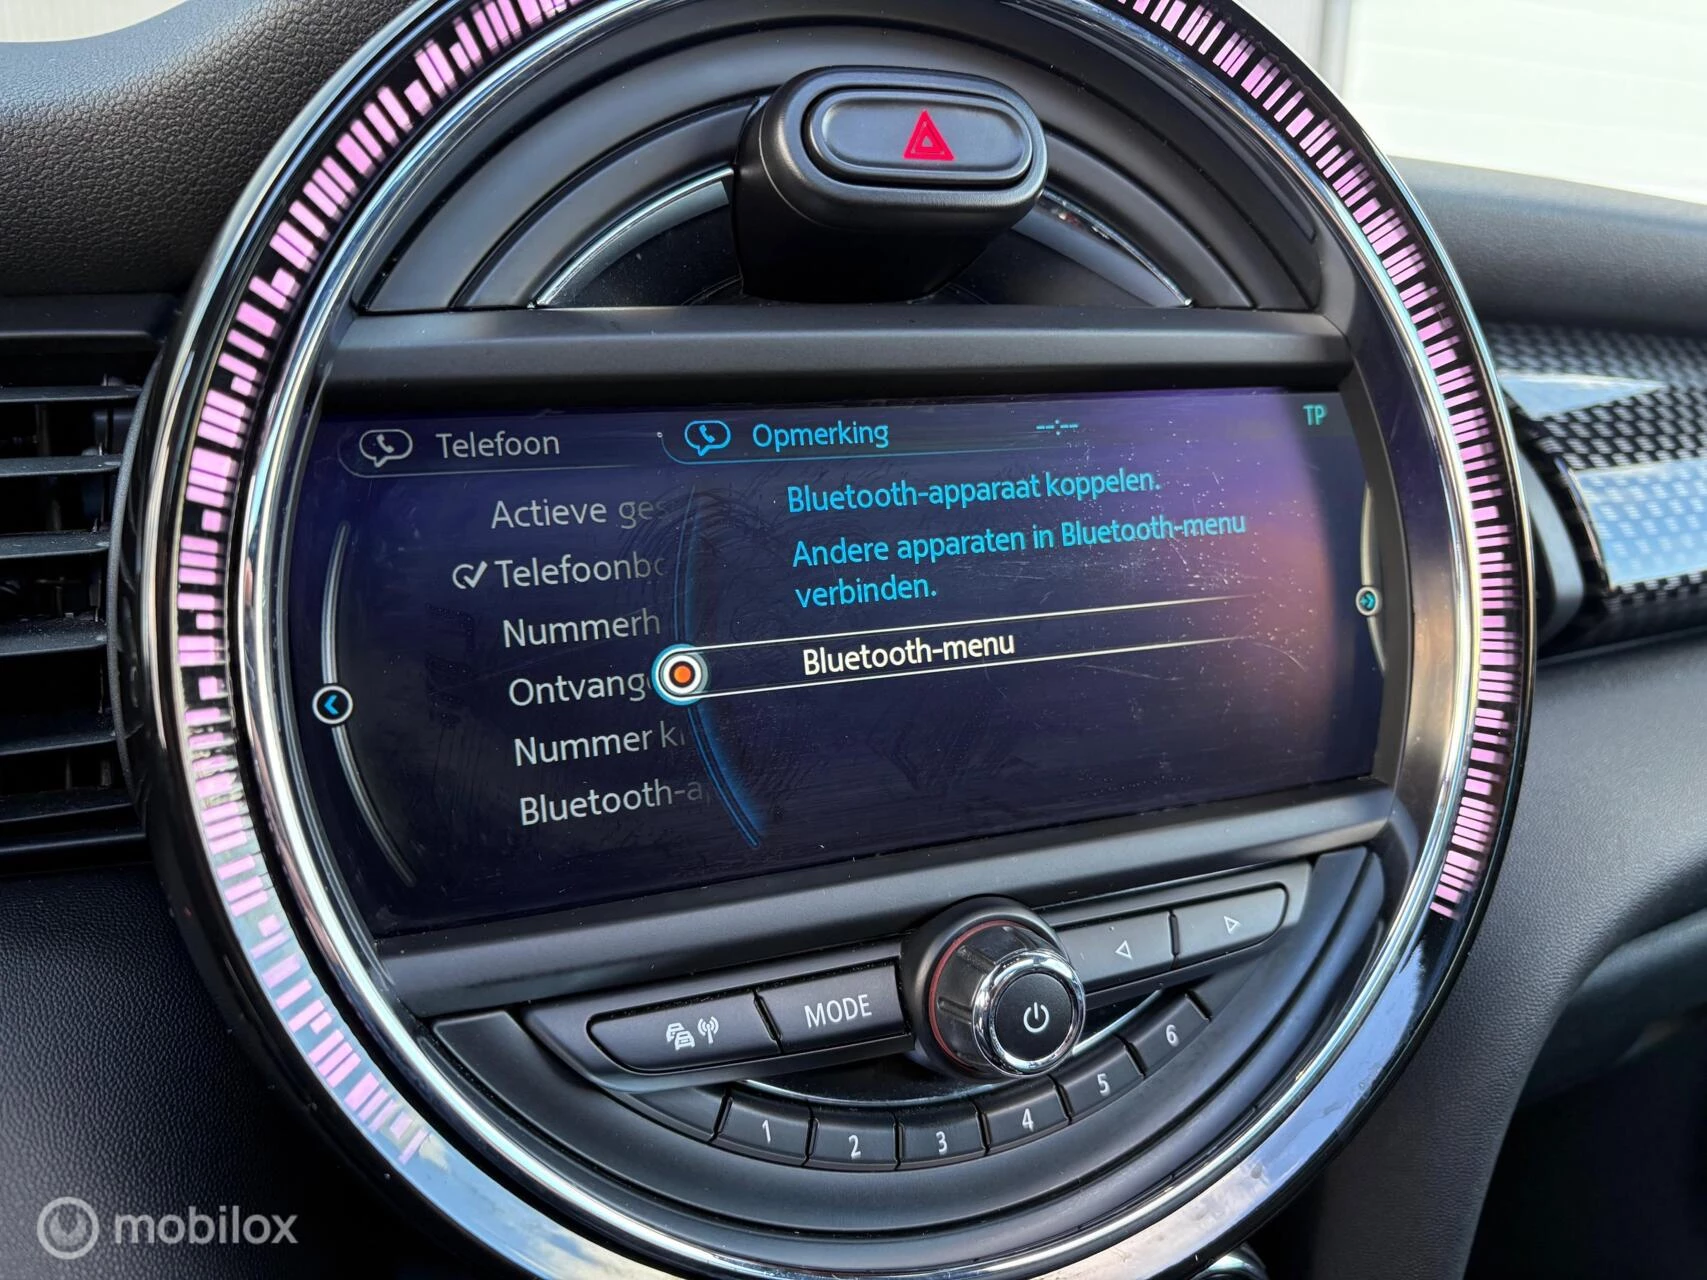 Telefoon
Opmerking
--:--
TP
Actieve ges
Telefoonbo
Nummerh
Ontvang
Nummer k
Bluetooth-a
Bluetooth-apparaat koppelen.
Andere apparaten in Bluetooth-menu
verbinden.
Bluetooth-menu
MODE
1 2 3 4 5 6
mobilox